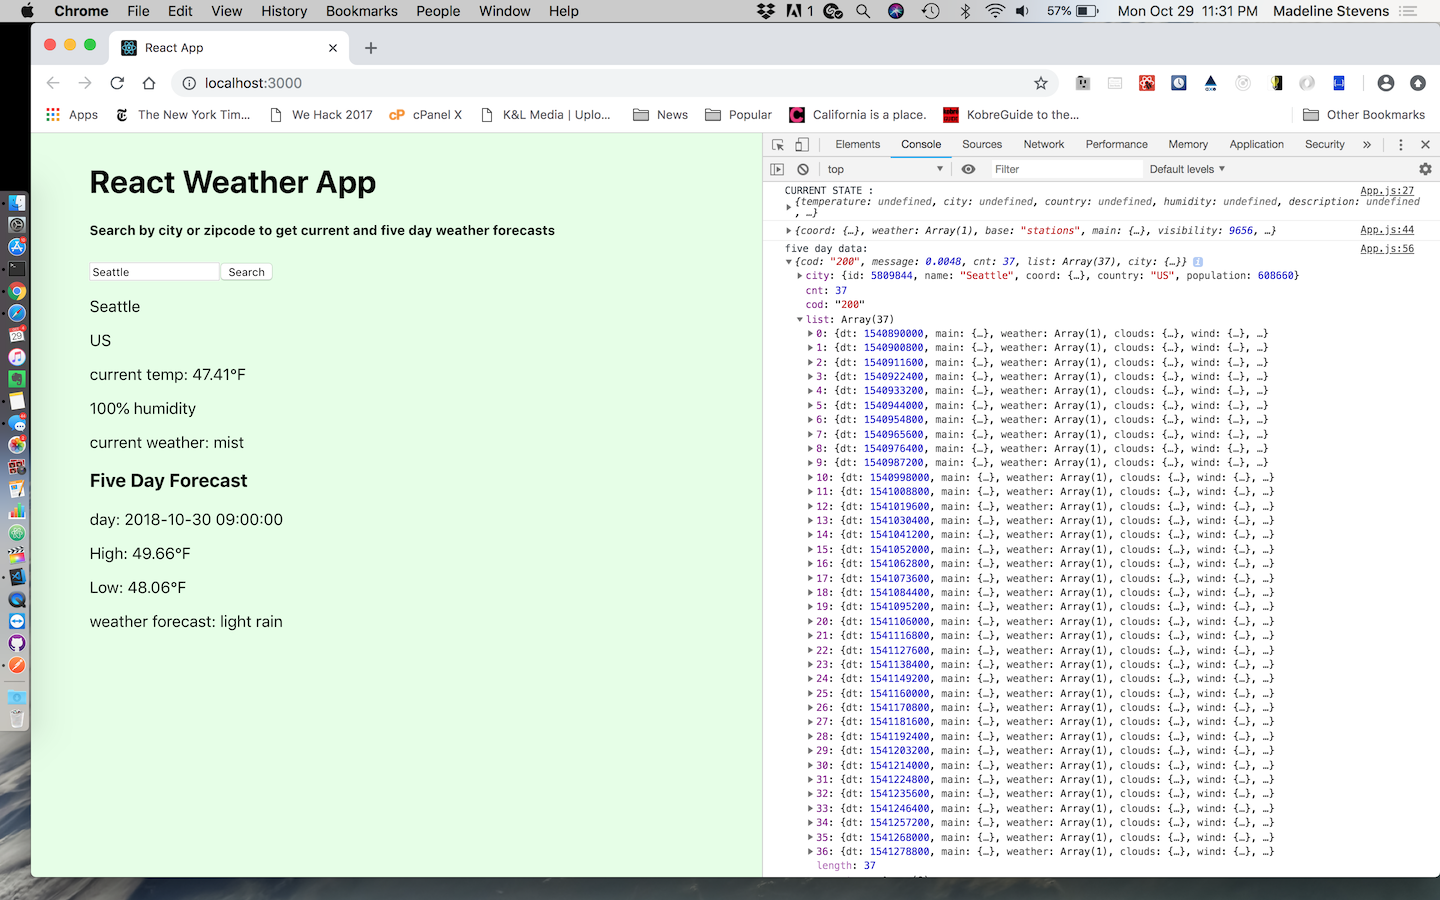 Chrome File Edit View History Bookmarks People Window Help 1 57% Mon Oct 29 11:31 PM Madeline Stevens
React App
localhost:3000
Apps The New York Tim... We Hack 2017 cPanel X K&L Media | Uplo... News Popular California is a place. KobreGuide to the... Other Bookmarks
React Weather App
Search by city or zipcode to get current and five day weather forecasts
Seattle Search
Seattle
US
current temp: 47.41°F
100% humidity
current weather: mist
Five Day Forecast
day: 2018-10-30 09:00:00
High: 49.66°F
Low: 48.06°F
weather forecast: light rain
Elements Console Sources Network Performance Memory Application Security »
top Filter Default levels
CURRENT STATE : App.js:27
{temperature: undefined, city: undefined, country: undefined, humidity: undefined, description: undefined
, …}
{coord: {…}, weather: Array(1), base: "stations", main: {…}, visibility: 9656, …} App.js:44
five day data: App.js:56
{cod: "200", message: 0.0048, cnt: 37, list: Array(37), city: {…}}
city: {id: 5809844, name: "Seattle", coord: {…}, country: "US", population: 608660}
cnt: 37
cod: "200"
list: Array(37)
0: {dt: 1540890000, main: {…}, weather: Array(1), clouds: {…}, wind: {…}, …}
1: {dt: 1540900800, main: {…}, weather: Array(1), clouds: {…}, wind: {…}, …}
2: {dt: 1540911600, main: {…}, weather: Array(1), clouds: {…}, wind: {…}, …}
3: {dt: 1540922400, main: {…}, weather: Array(1), clouds: {…}, wind: {…}, …}
4: {dt: 1540933200, main: {…}, weather: Array(1), clouds: {…}, wind: {…}, …}
5: {dt: 1540944000, main: {…}, weather: Array(1), clouds: {…}, wind: {…}, …}
6: {dt: 1540954800, main: {…}, weather: Array(1), clouds: {…}, wind: {…}, …}
7: {dt: 1540965600, main: {…}, weather: Array(1), clouds: {…}, wind: {…}, …}
8: {dt: 1540976400, main: {…}, weather: Array(1), clouds: {…}, wind: {…}, …}
9: {dt: 1540987200, main: {…}, weather: Array(1), clouds: {…}, wind: {…}, …}
10: {dt: 1540998000, main: {…}, weather: Array(1), clouds: {…}, wind: {…}, …}
11: {dt: 1541008800, main: {…}, weather: Array(1), clouds: {…}, wind: {…}, …}
12: {dt: 1541019600, main: {…}, weather: Array(1), clouds: {…}, wind: {…}, …}
13: {dt: 1541030400, main: {…}, weather: Array(1), clouds: {…}, wind: {…}, …}
14: {dt: 1541041200, main: {…}, weather: Array(1), clouds: {…}, wind: {…}, …}
15: {dt: 1541052000, main: {…}, weather: Array(1), clouds: {…}, wind: {…}, …}
16: {dt: 1541062800, main: {…}, weather: Array(1), clouds: {…}, wind: {…}, …}
17: {dt: 1541073600, main: {…}, weather: Array(1), clouds: {…}, wind: {…}, …}
18: {dt: 1541084400, main: {…}, weather: Array(1), clouds: {…}, wind: {…}, …}
19: {dt: 1541095200, main: {…}, weather: Array(1), clouds: {…}, wind: {…}, …}
20: {dt: 1541106000, main: {…}, weather: Array(1), clouds: {…}, wind: {…}, …}
21: {dt: 1541116800, main: {…}, weather: Array(1), clouds: {…}, wind: {…}, …}
22: {dt: 1541127600, main: {…}, weather: Array(1), clouds: {…}, wind: {…}, …}
23: {dt: 1541138400, main: {…}, weather: Array(1), clouds: {…}, wind: {…}, …}
24: {dt: 1541149200, main: {…}, weather: Array(1), clouds: {…}, wind: {…}, …}
25: {dt: 1541160000, main: {…}, weather: Array(1), clouds: {…}, wind: {…}, …}
26: {dt: 1541170800, main: {…}, weather: Array(1), clouds: {…}, wind: {…}, …}
27: {dt: 1541181600, main: {…}, weather: Array(1), clouds: {…}, wind: {…}, …}
28: {dt: 1541192400, main: {…}, weather: Array(1), clouds: {…}, wind: {…}, …}
29: {dt: 1541203200, main: {…}, weather: Array(1), clouds: {…}, wind: {…}, …}
30: {dt: 1541214000, main: {…}, weather: Array(1), clouds: {…}, wind: {…}, …}
31: {dt: 1541224800, main: {…}, weather: Array(1), clouds: {…}, wind: {…}, …}
32: {dt: 1541235600, main: {…}, weather: Array(1), clouds: {…}, wind: {…}, …}
33: {dt: 1541246400, main: {…}, weather: Array(1), clouds: {…}, wind: {…}, …}
34: {dt: 1541257200, main: {…}, weather: Array(1), clouds: {…}, wind: {…}, …}
35: {dt: 1541268000, main: {…}, weather: Array(1), clouds: {…}, wind: {…}, …}
36: {dt: 1541278800, main: {…}, weather: Array(1), clouds: {…}, wind: {…}, …}
length: 37